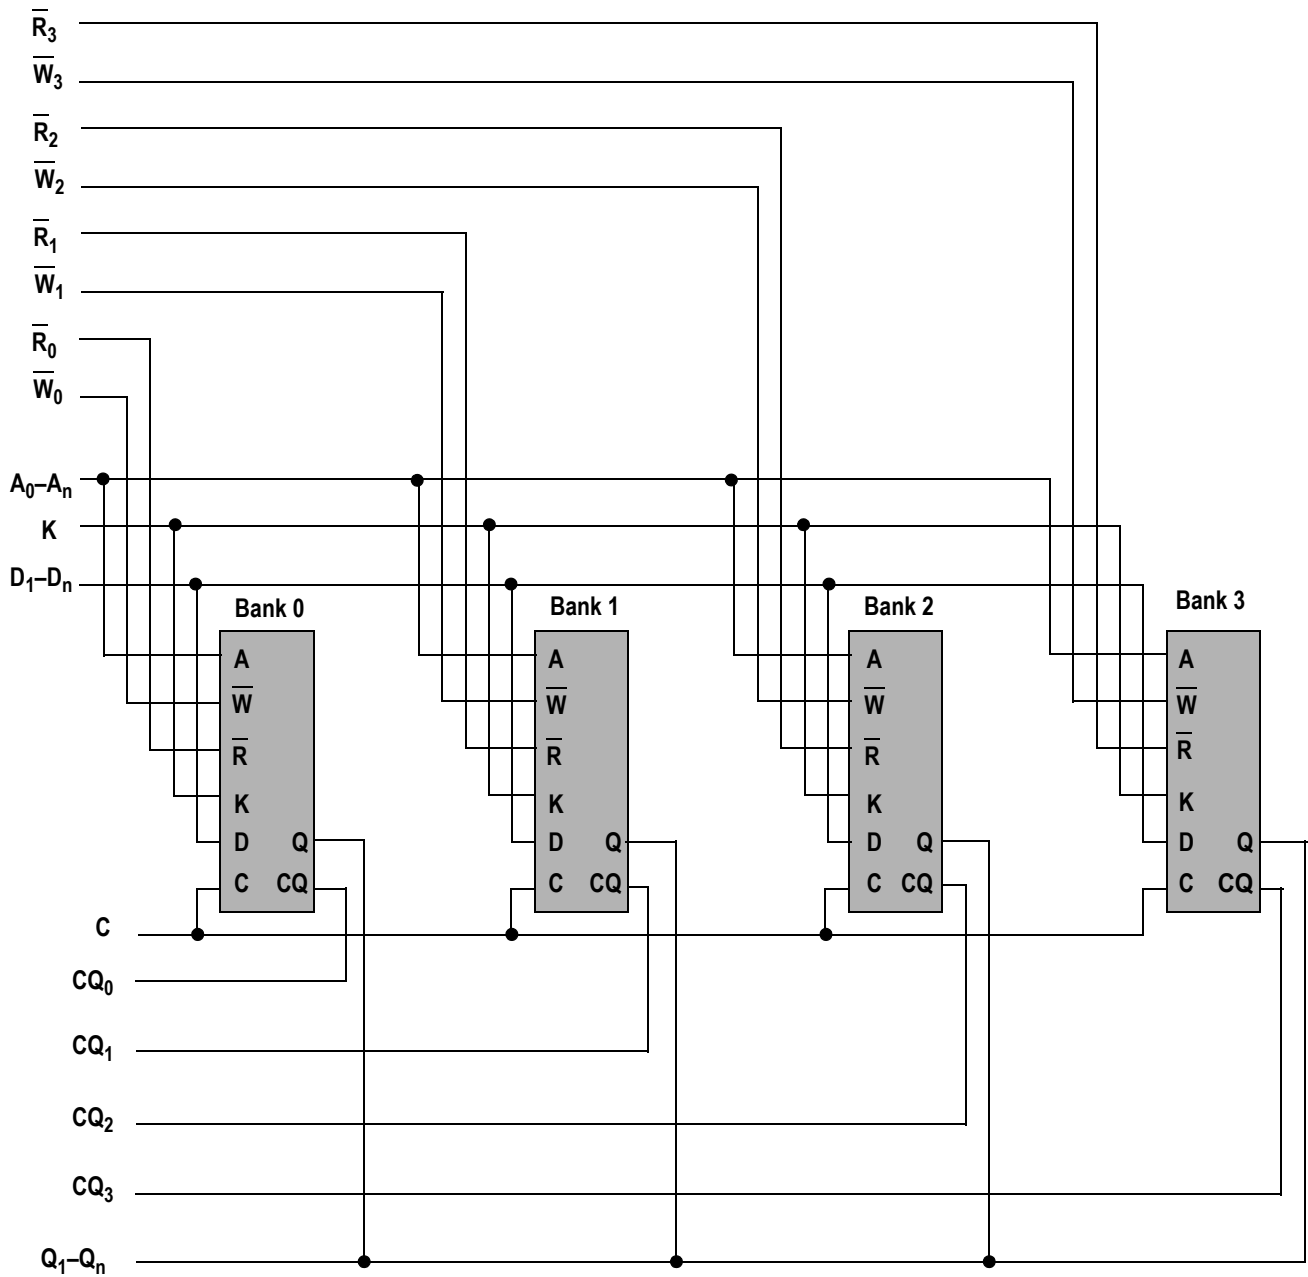 R̅₃
W̅₃
R̅₂
W̅₂
R̅₁
W̅₁
R̅₀
W̅₀
A₀–Aₙ
K
D₁–Dₙ
Bank 0
Bank 1
Bank 2
Bank 3
A
W̅
R̅
K
D Q
C CQ
A
W̅
R̅
K
D Q
C CQ
A
W̅
R̅
K
D Q
C CQ
A
W̅
R̅
K
D Q
C CQ
C
CQ₀
CQ₁
CQ₂
CQ₃
Q₁–Qₙ